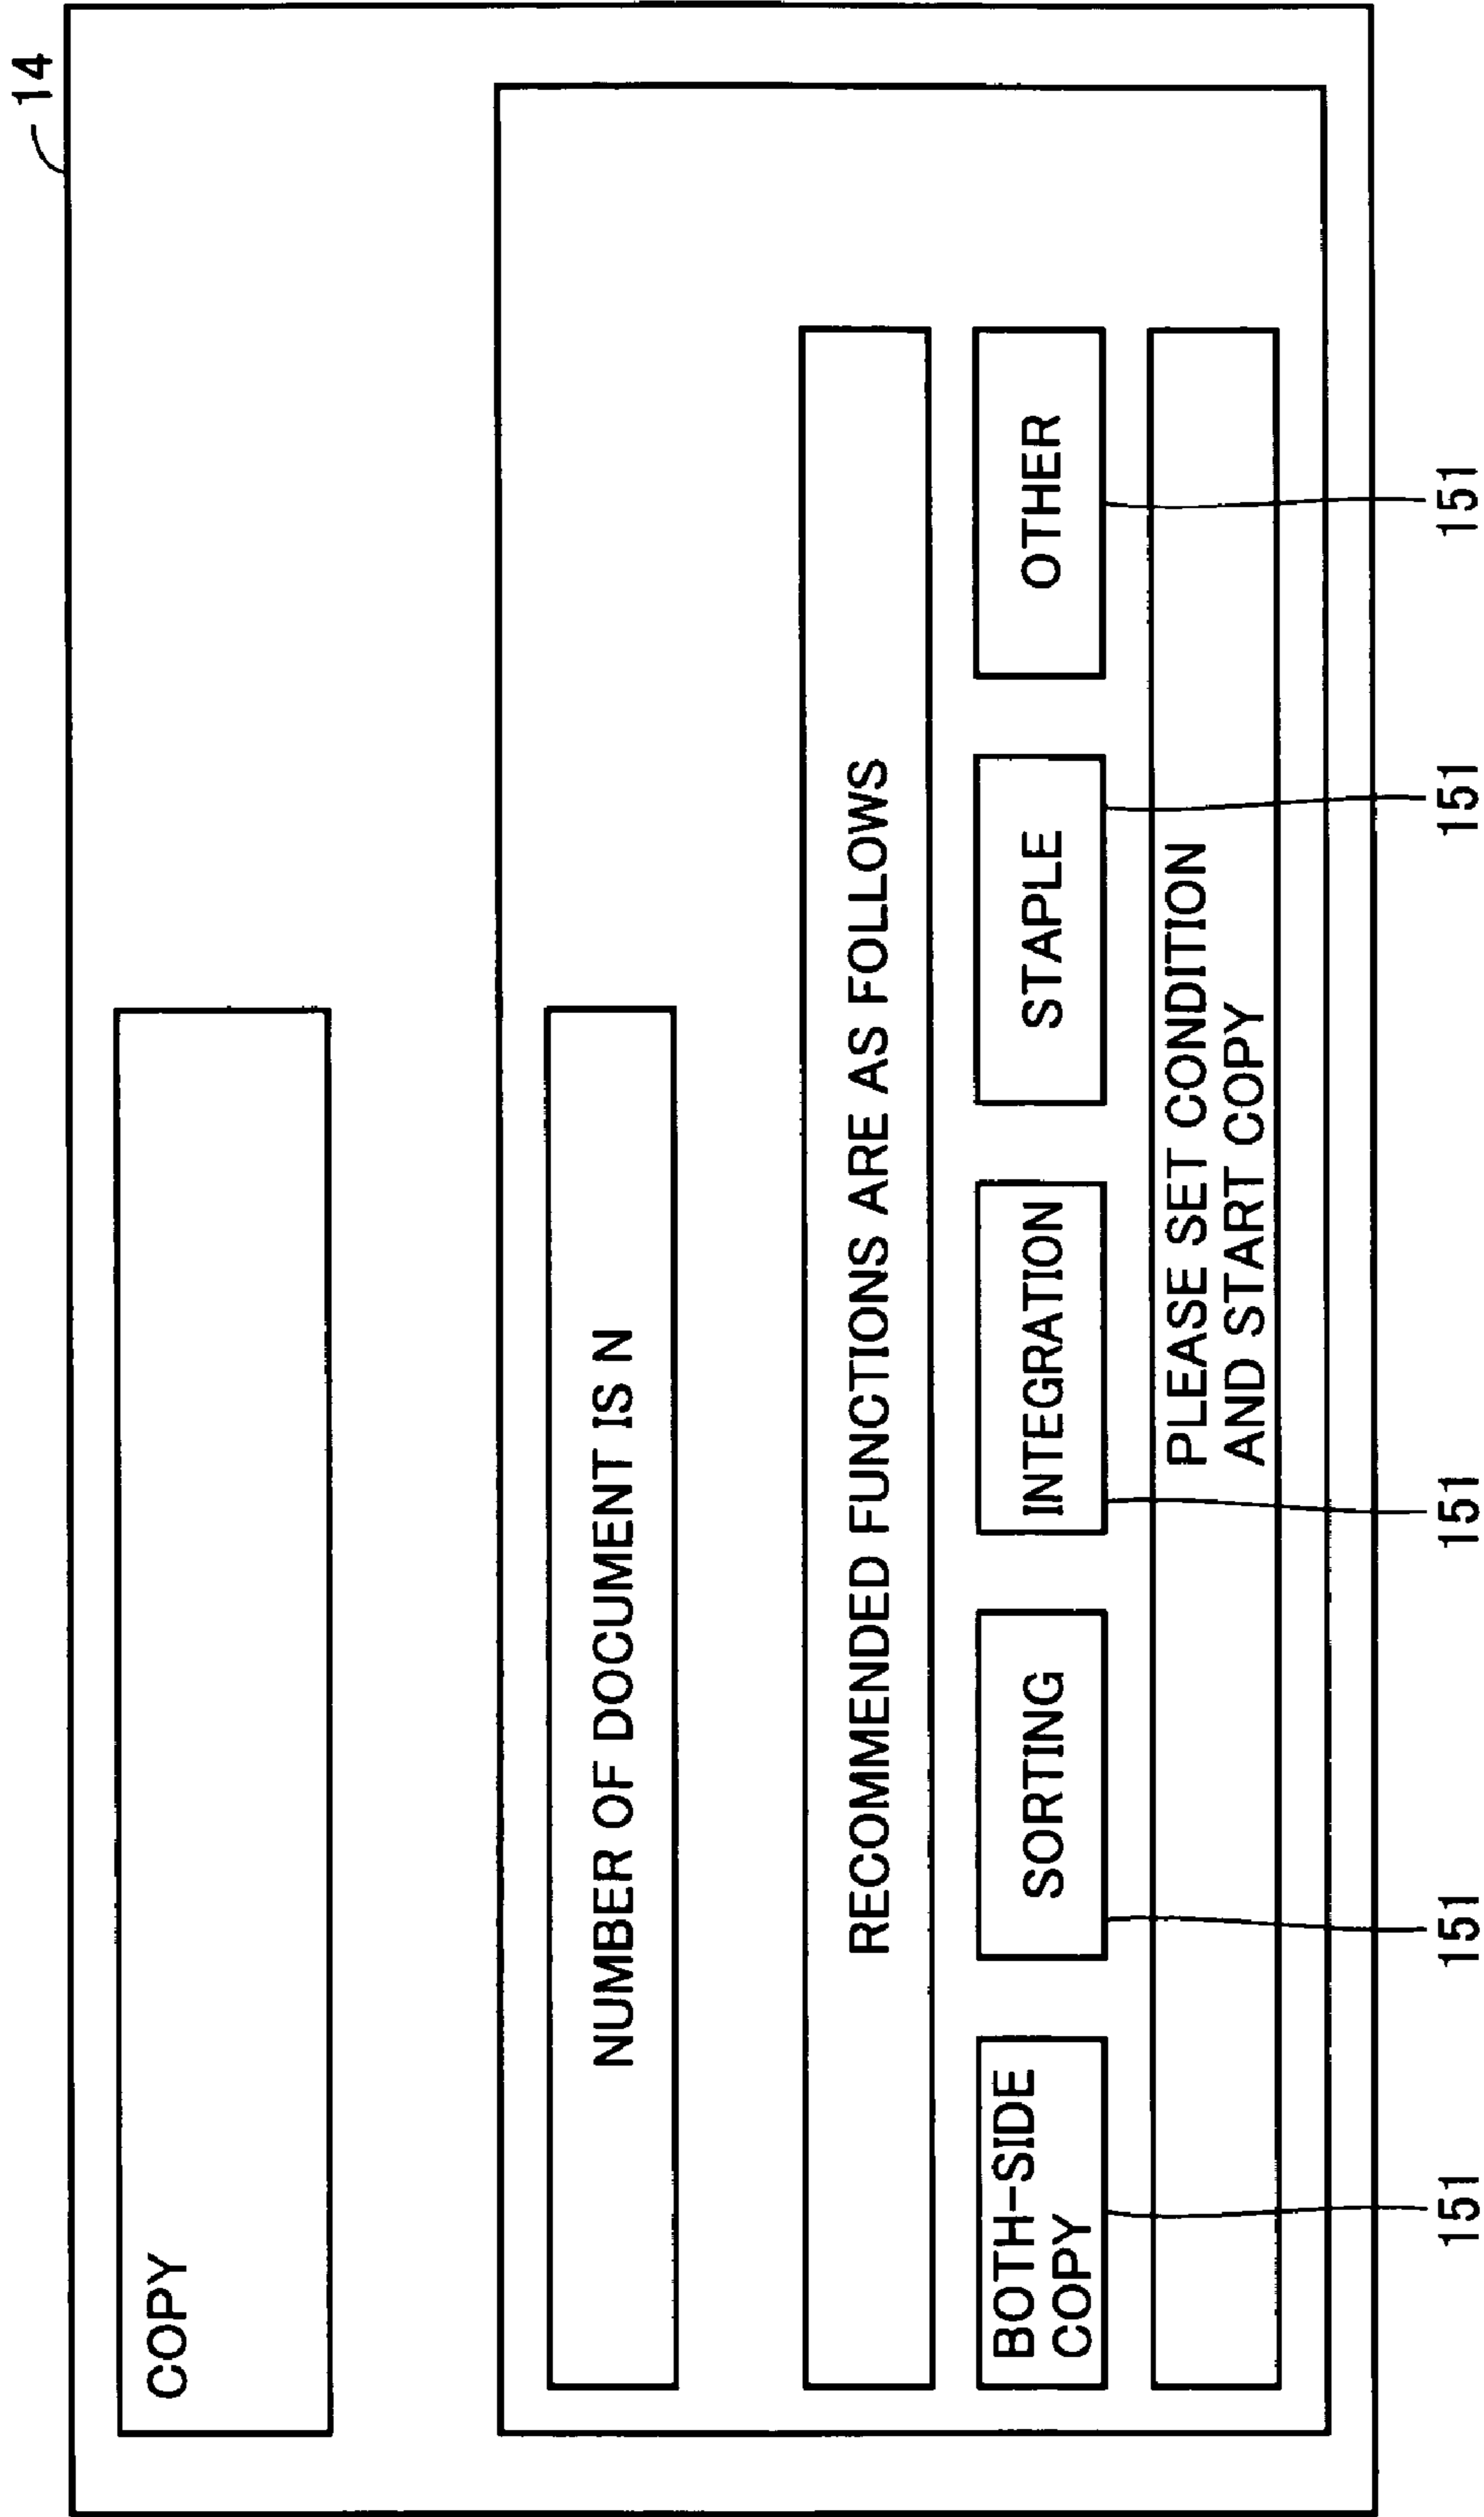 14
COPY
NUMBER OF DOCUMENT IS N
RECOMMENDED FUNCTIONS ARE AS FOLLOWS
BOTH-SIDE
COPY
SORTING
INTEGRATION
STAPLE
OTHER
PLEASE SET CONDITION
AND START COPY
151
151
151
151
151